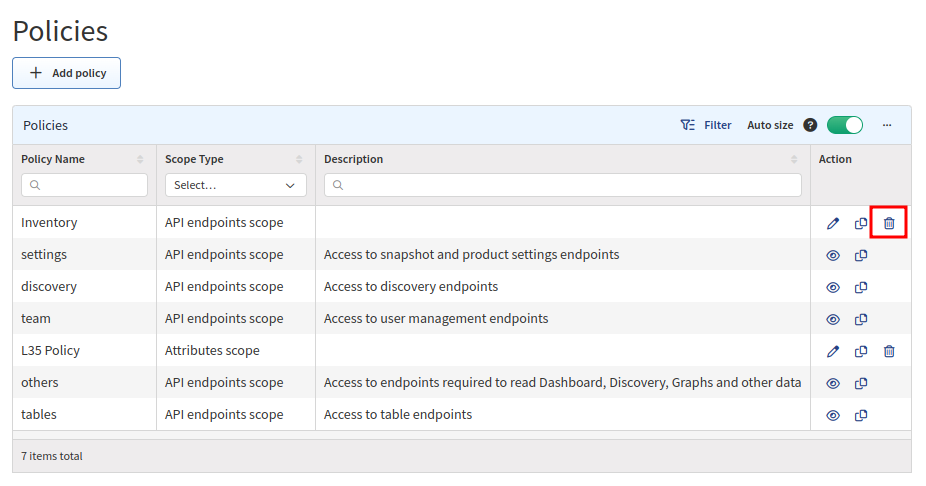 Policies
Add policy
Policies
Filter
Auto size
?
...
Policy Name Scope Type Description Action
Select...
Inventory API endpoints scope
settings API endpoints scope Access to snapshot and product settings endpoints
discovery API endpoints scope Access to discovery endpoints
team API endpoints scope Access to user management endpoints
L35 Policy Attributes scope
others API endpoints scope Access to endpoints required to read Dashboard, Discovery, Graphs and other data
tables API endpoints scope Access to table endpoints
7 items total